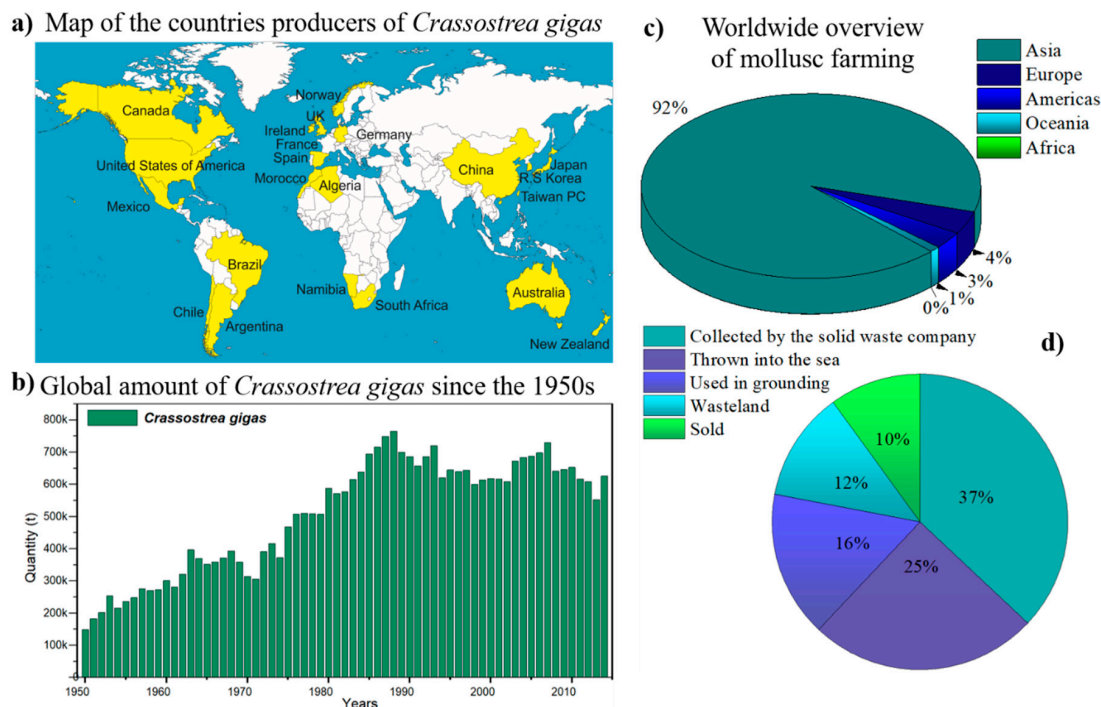 a) Map of the countries producers of Crassostrea gigas
Canada
United States of America
Mexico
Brazil
Chile
Argentina
Norway
UK
Ireland
France
Spain
Germany
Morocco
Algeria
Namibia
South Africa
China
Japan
R.S Korea
Taiwan PC
Australia
New Zealand
b) Global amount of Crassostrea gigas since the 1950s
Crassostrea gigas
Quantity (t)
800k
700k
600k
500k
400k
300k
200k
100k
0
1950
1960
1970
1980
1990
2000
2010
Years
c) Worldwide overview
of mollusc farming
Asia
Europe
Americas
Oceania
Africa
92%
4%
3%
1%
0%
d)
Collected by the solid waste company
Thrown into the sea
Used in grounding
Wasteland
Sold
10%
12%
37%
16%
25%